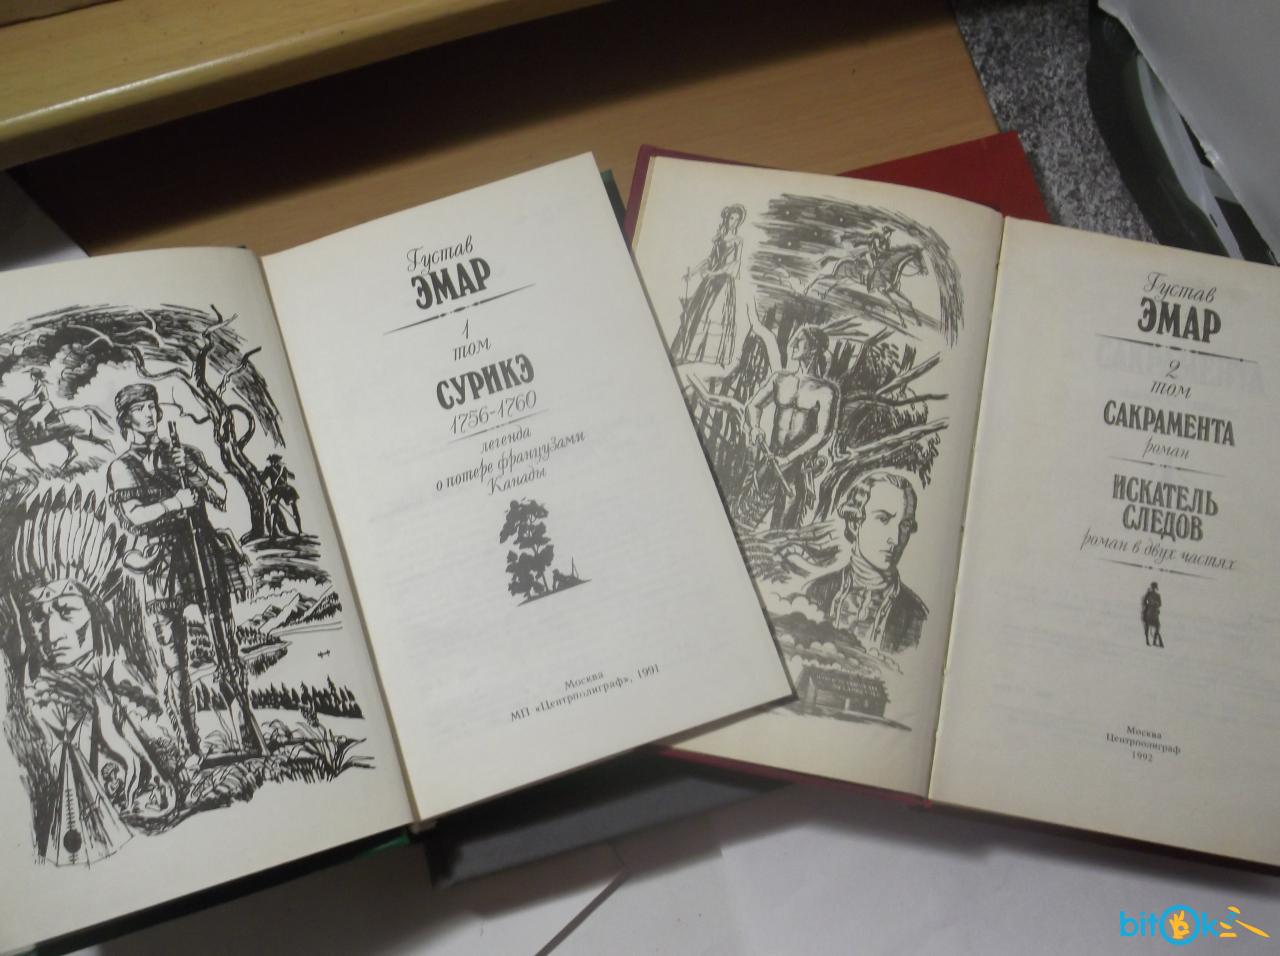 Густав
ЭМАР
1
том
СУРИКЭ
1756-1760
легенда
о потере французами
Канады
Москва
МП «Центрполиграф», 1991
Густав
ЭМАР
2
том
САКРАМЕНТА
роман
ИСКАТЕЛЬ
СЛЕДОВ
роман в двух частях
Москва
Центрполиграф
1992
bitOk